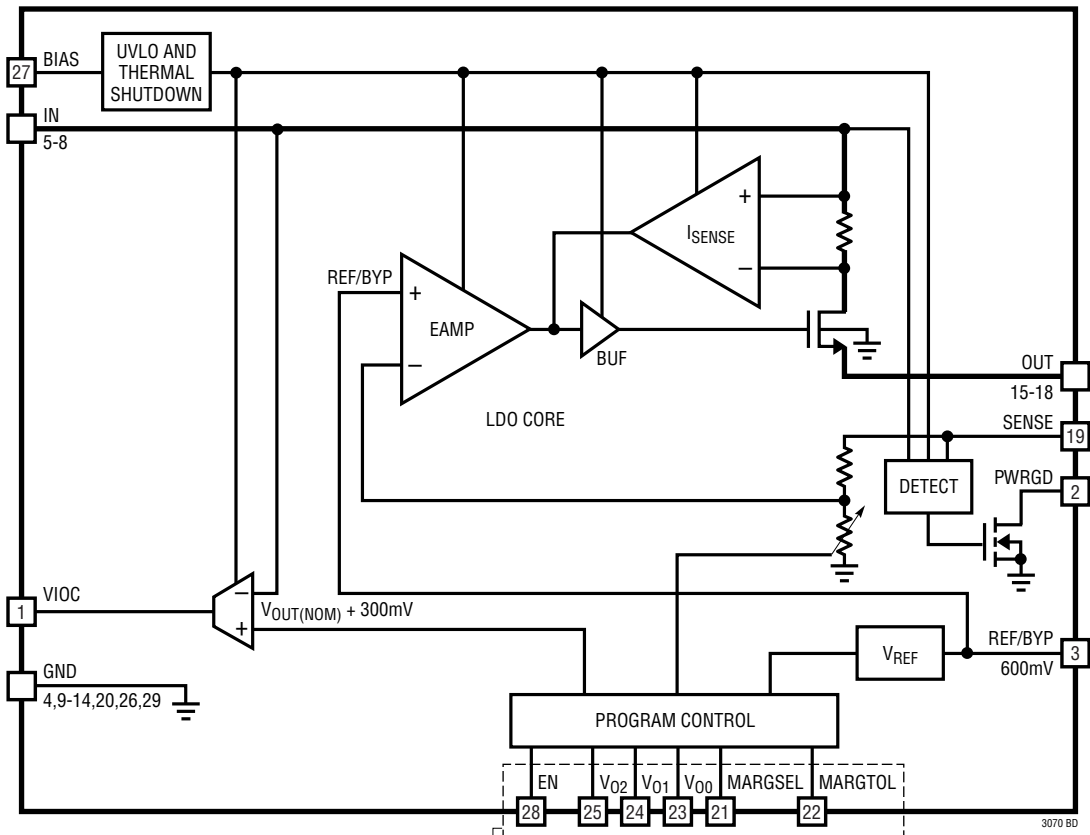 27
BIAS
UVLO AND
THERMAL
SHUTDOWN
IN
5-8
+
ISENSE
–
REF/BYP
+
EAMP
–
BUF
LDO CORE
OUT
15-18
SENSE
19
DETECT
PWRGD
2
1
VIOC
–
VOUT(NOM) + 300mV
+
VREF
REF/BYP
600mV
3
GND
4,9-14,20,26,29
PROGRAM CONTROL
EN
VO2
VO1
VO0
MARGSEL
MARGTOL
28
25
24
23
21
22
3070 BD